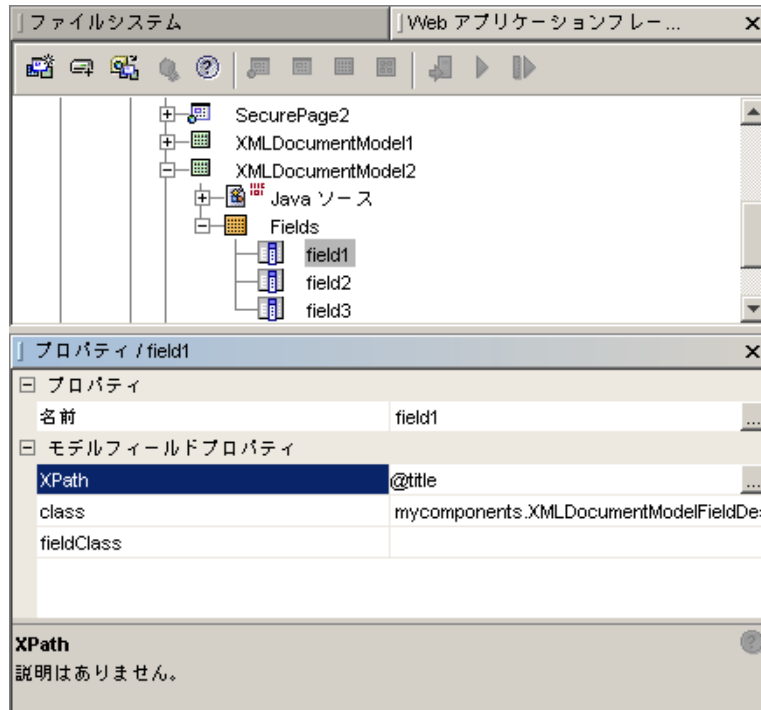 ファイルシステム
Web アプリケーションフレー...
SecurePage2
XMLDocumentModel1
XMLDocumentModel2
Java ソース
Fields
field1
field2
field3
プロパティ / field1
プロパティ
名前 field1 ...
モデルフィールドプロパティ
XPath @title ...
class mycomponents.XMLDocumentModelFieldDes
fieldClass
XPath
説明はありません。